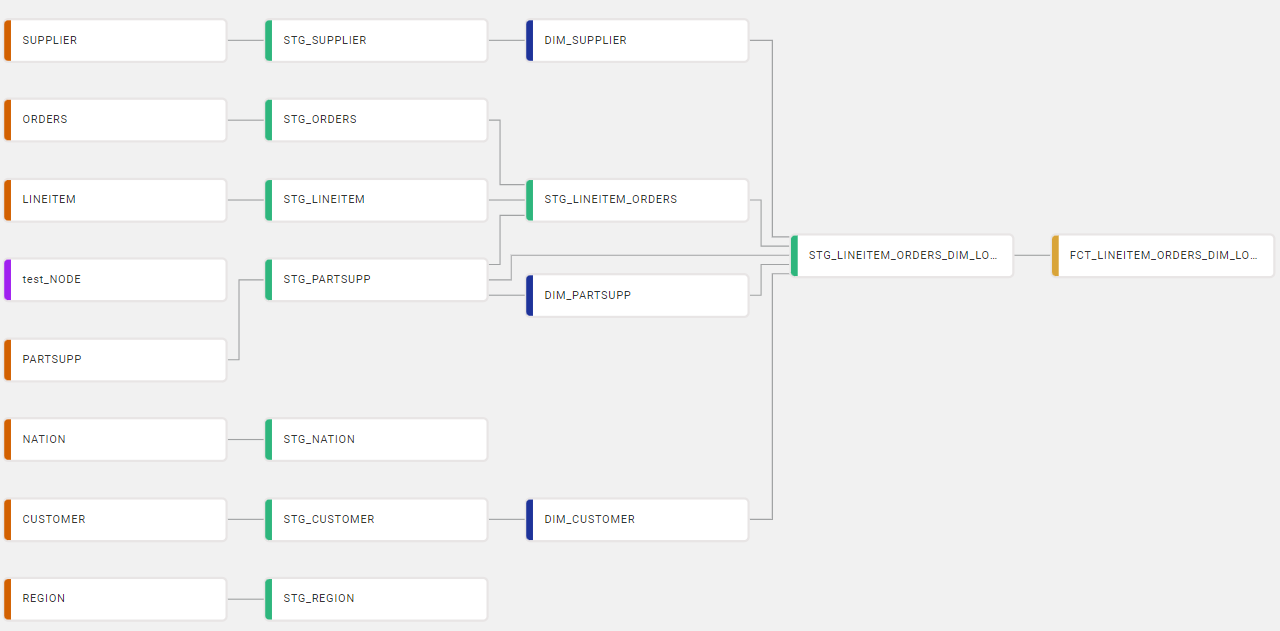 SUPPLIER
STG_SUPPLIER
DIM_SUPPLIER
ORDERS
STG_ORDERS
LINEITEM
STG_LINEITEM
STG_LINEITEM_ORDERS
STG_LINEITEM_ORDERS_DIM_LO...
FCT_LINEITEM_ORDERS_DIM_LO...
test_NODE
STG_PARTSUPP
DIM_PARTSUPP
PARTSUPP
NATION
STG_NATION
CUSTOMER
STG_CUSTOMER
DIM_CUSTOMER
REGION
STG_REGION